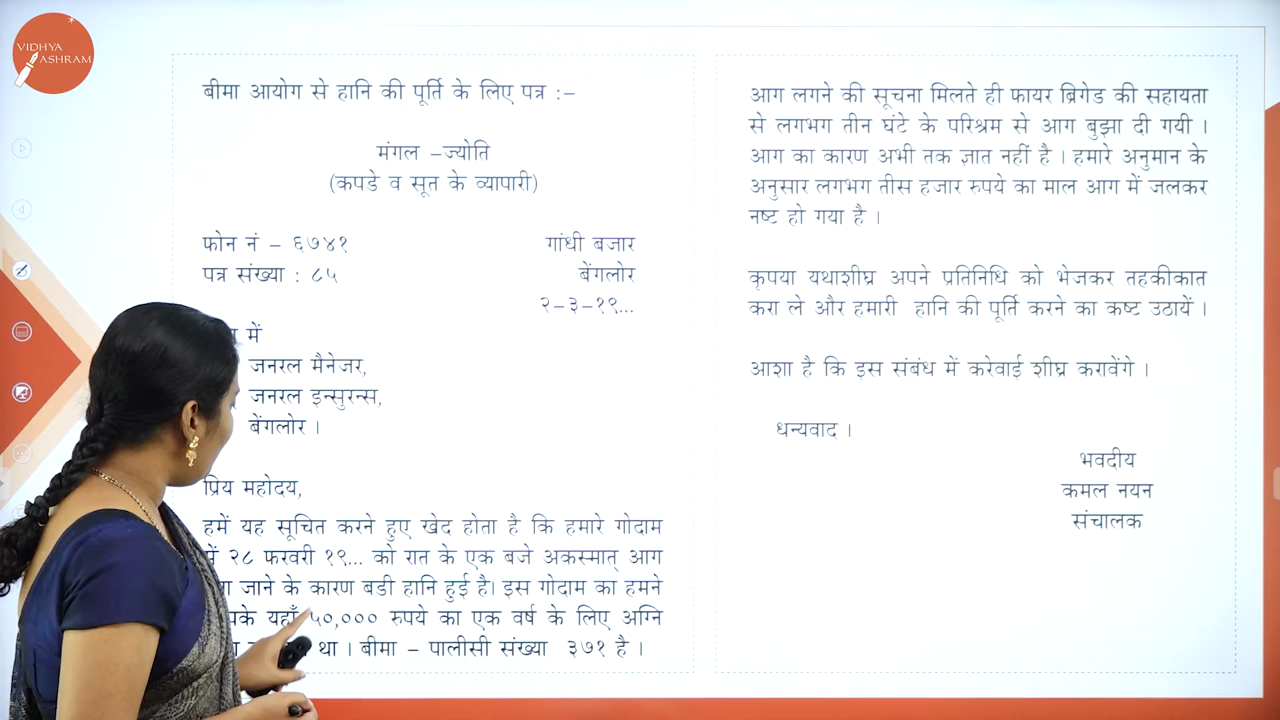 VIDHYA
ASHRAM
बीमा आयोग से हानि की पूर्ति के लिए पत्र :–
मंगल –ज्योति
(कपडे व सूत के व्यापारी)
फोन नं – ६७४१
गांधी बजार
पत्र संख्या : ८५
बेंगलोर
२–३–१९...
में
जनरल मैनेजर,
जनरल इन्सुरन्स,
बेंगलोर ।
प्रिय महोदय,
हमें यह सूचित करने हुए खेद होता है कि हमारे गोदाम
में २८ फरवरी १९... को रात के एक बजे अकस्मात् आग
जाने के कारण बडी हानि हुई है। इस गोदाम का हमने
यहाँ ५०,००० रुपये का एक वर्ष के लिए अग्नि
था । बीमा – पालीसी संख्या ३७१ है ।
आग लगने की सूचना मिलते ही फायर ब्रिगेड की सहायता
से लगभग तीन घंटे के परिश्रम से आग बुझा दी गयी ।
आग का कारण अभी तक ज्ञात नहीं है । हमारे अनुमान के
अनुसार लगभग तीस हजार रुपये का माल आग में जलकर
नष्ट हो गया है ।
कृपया यथाशीघ्र अपने प्रतिनिधि को भेजकर तहकीकात
करा ले और हमारी हानि की पूर्ति करने का कष्ट उठायें ।
आशा है कि इस संबंध में करेवाई शीघ्र करावेंगे ।
धन्यवाद ।
भवदीय
कमल नयन
संचालक